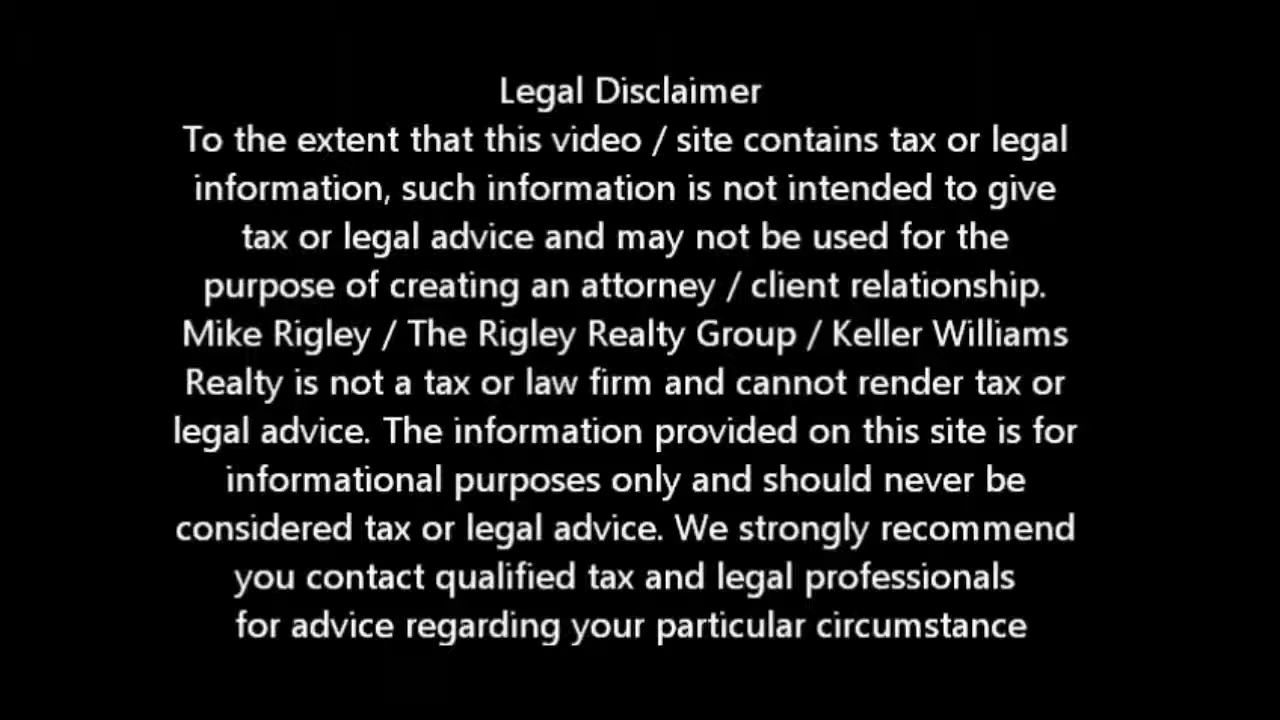 Legal Disclaimer
To the extent that this video / site contains tax or legal
information, such information is not intended to give
tax or legal advice and may not be used for the
purpose of creating an attorney / client relationship.
Mike Rigley / The Rigley Realty Group / Keller Williams
Realty is not a tax or law firm and cannot render tax or
legal advice. The information provided on this site is for
informational purposes only and should never be
considered tax or legal advice. We strongly recommend
you contact qualified tax and legal professionals
for advice regarding your particular circumstance